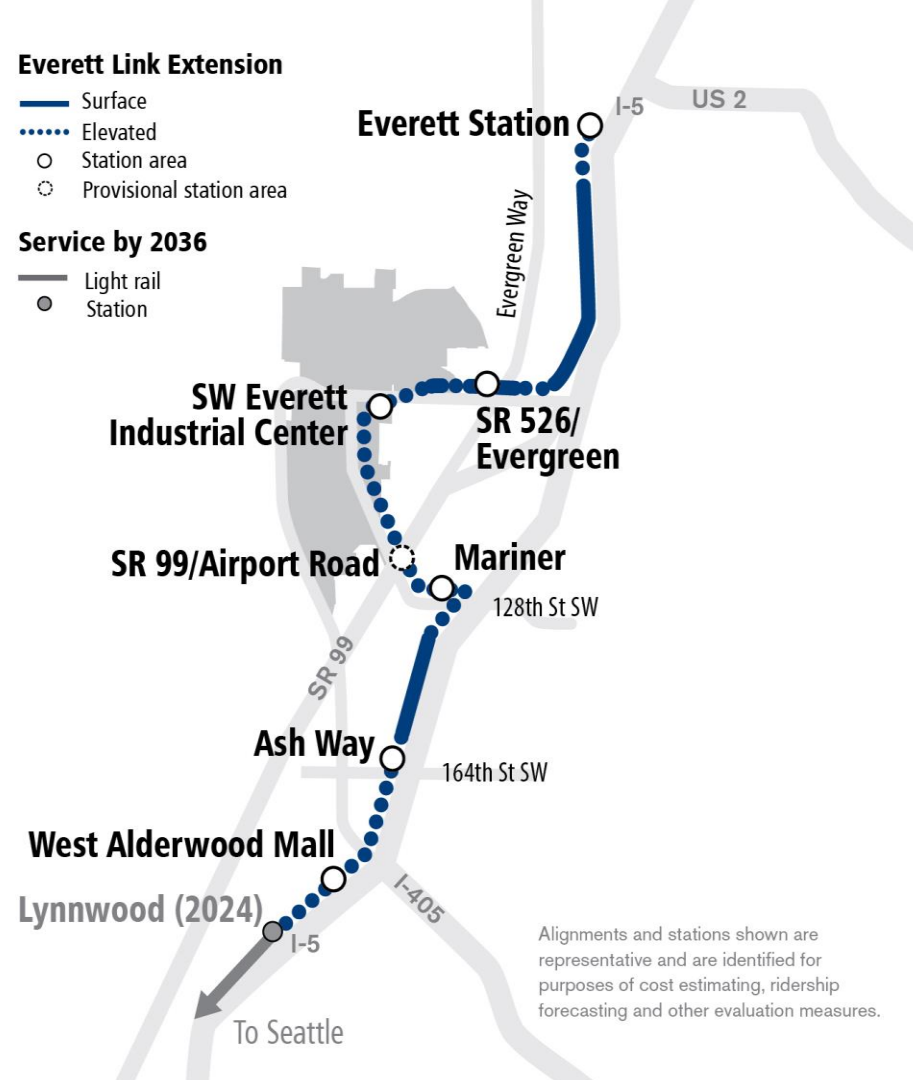 Everett Link Extension
Surface
Elevated
Station area
Provisional station area
Service by 2036
Light rail
Station
Everett Station
I-5
US 2
Evergreen Way
SW Everett
Industrial Center
SR 526/
Evergreen
SR 99/Airport Road
Mariner
128th St SW
SR 99
Ash Way
164th St SW
West Alderwood Mall
Lynnwood (2024)
I-5
I-405
To Seattle
Alignments and stations shown are
representative and are identified for
purposes of cost estimating, ridership
forecasting and other evaluation measures.